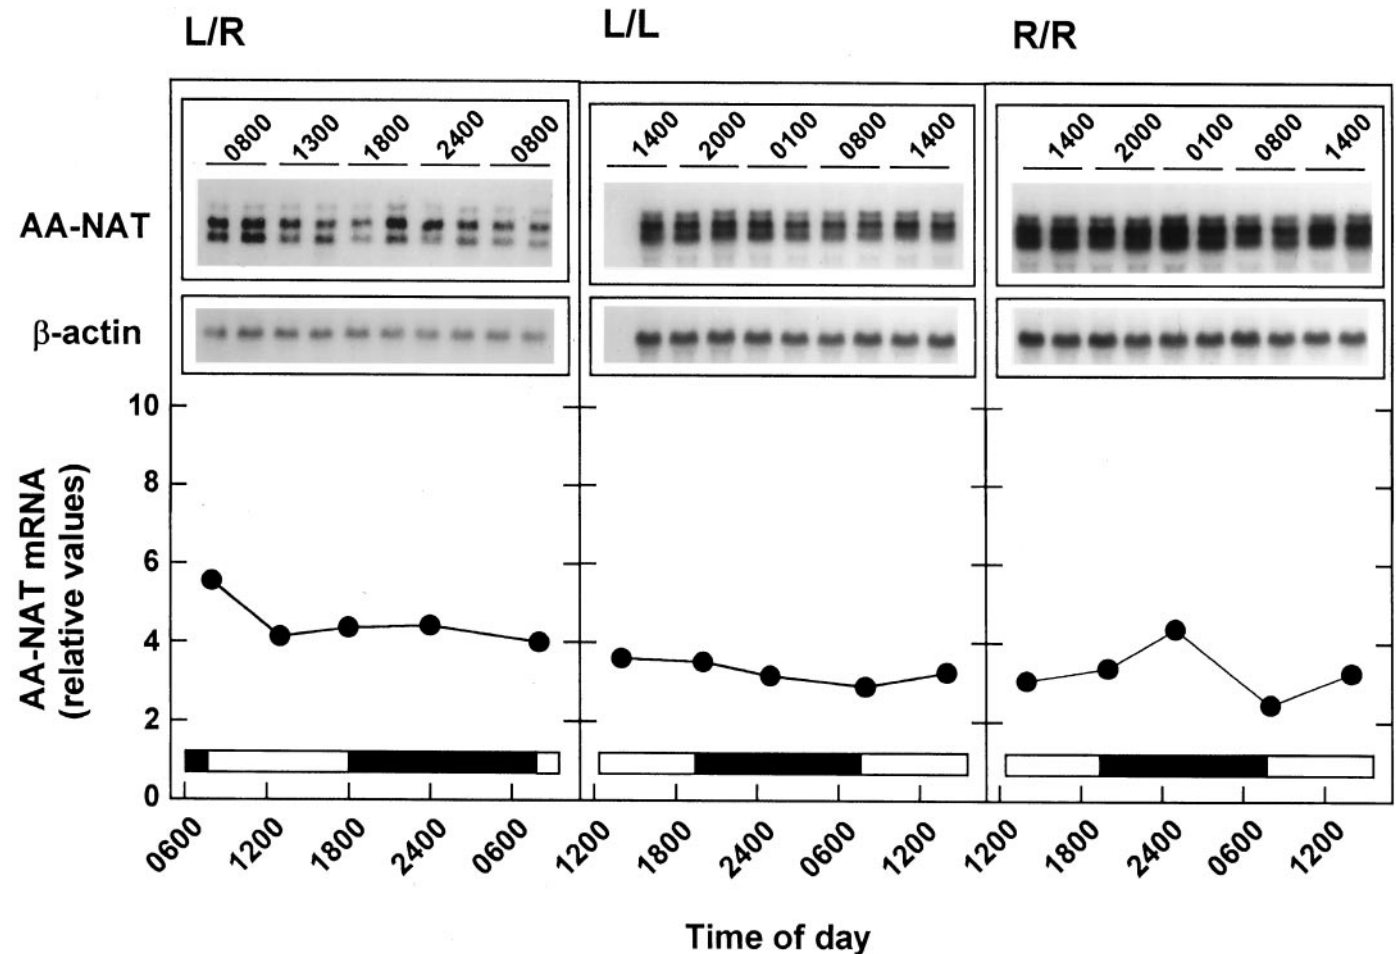 L/R L/L R/R
0800 1300 1800 2400 0800 1400 2000 0100 0800 1400 1400 2000 0100 0800 1400
AA-NAT
β-actin
10
8
6
4
2
0
AA-NAT mRNA
(relative values)
0600 1200 1800 2400 0600 1200 1800 2400 0600 1200 1200 1800 2400 0600 1200
Time of day